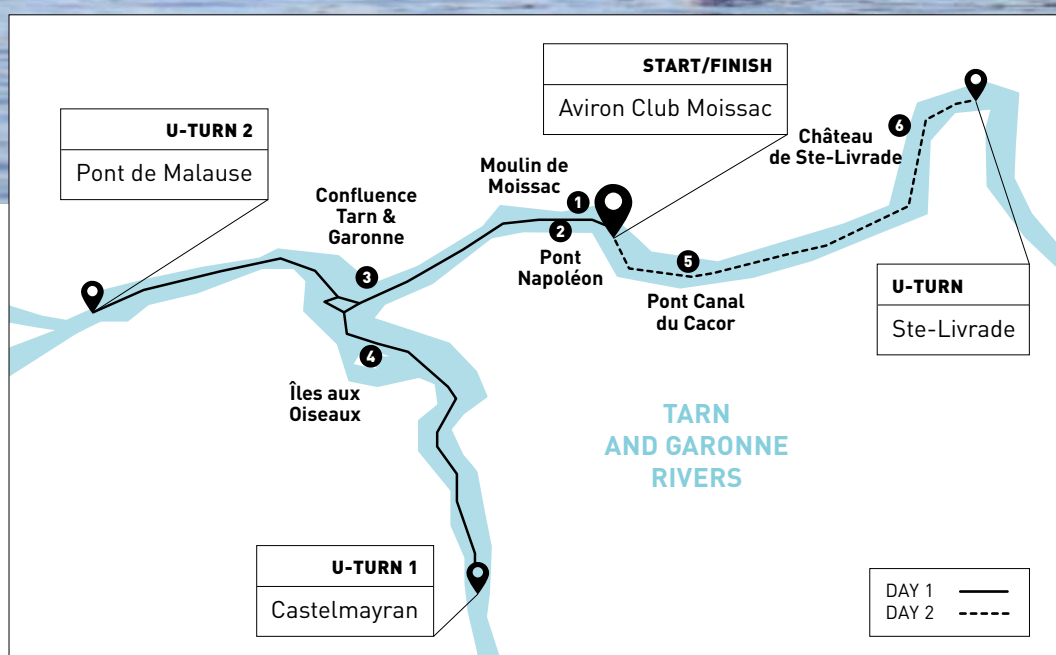 START/FINISH
Aviron Club Moissac
U-TURN 2
Pont de Malause
Château
de Ste-Livrade
6
Moulin de
Moissac
1
Confluence
Tarn &
Garonne
2
Pont
Napoléon
3
5
Pont Canal
du Cacor
U-TURN
Ste-Livrade
4
Îles aux
Oiseaux
TARN
AND GARONNE
RIVERS
U-TURN 1
Castelmayran
DAY 1
DAY 2